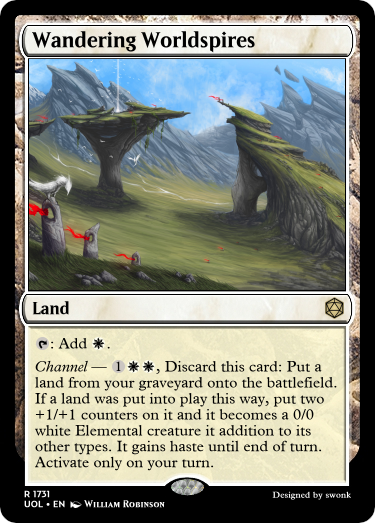 Wandering Worldspires
Land
: Add .
Channel — 1, Discard this card: Put a
land from your graveyard onto the battlefield.
If a land was put into play this way, put two
+1/+1 counters on it and it becomes a 0/0
white Elemental creature it addition to its
other types. It gains haste until end of turn.
Activate only on your turn.
R 1731
UOL • EN William Robinson
Designed by swonk